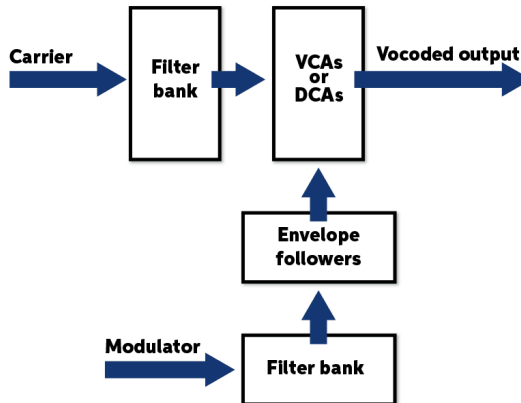 Carrier
Filter
bank
VCAs
or
DCAs
Vocoded output
Envelope
followers
Modulator
Filter bank